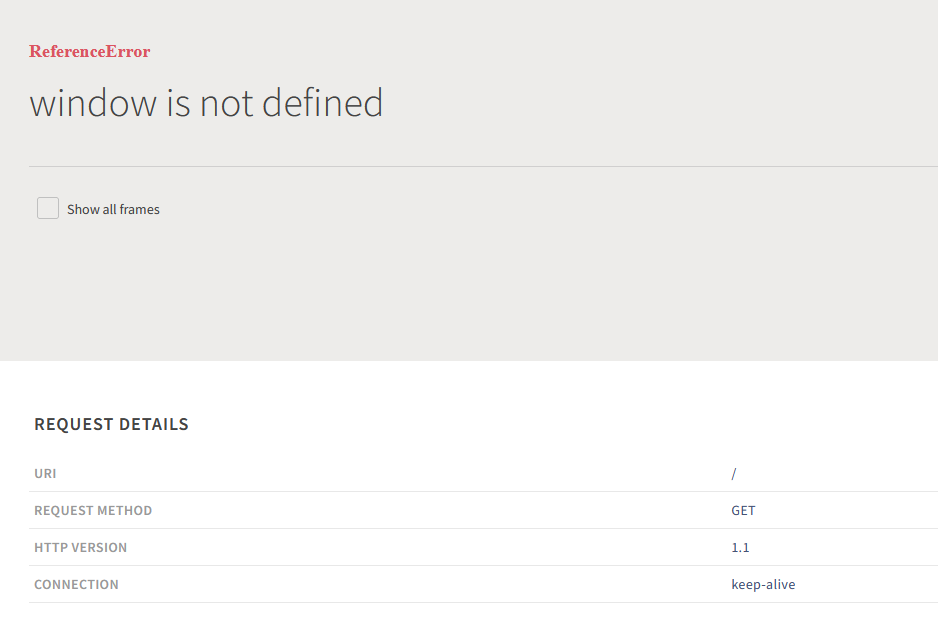 ReferenceError
window is not defined
Show all frames
REQUEST DETAILS
URI /
REQUEST METHOD GET
HTTP VERSION 1.1
CONNECTION keep-alive